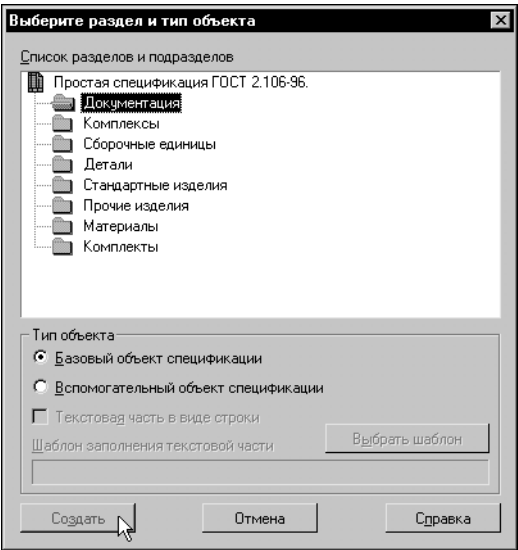 Выберите раздел и тип объекта
Список разделов и подразделов
Простая спецификация ГОСТ 2.106-96.
Документация
Комплексы
Сборочные единицы
Детали
Стандартные изделия
Прочие изделия
Материалы
Комплекты
Тип объекта
Базовый объект спецификации
Вспомогательный объект спецификации
Текстовая часть в виде строки
Шаблон заполнения текстовой части
Выбрать шаблон
Создать Отмена Справка